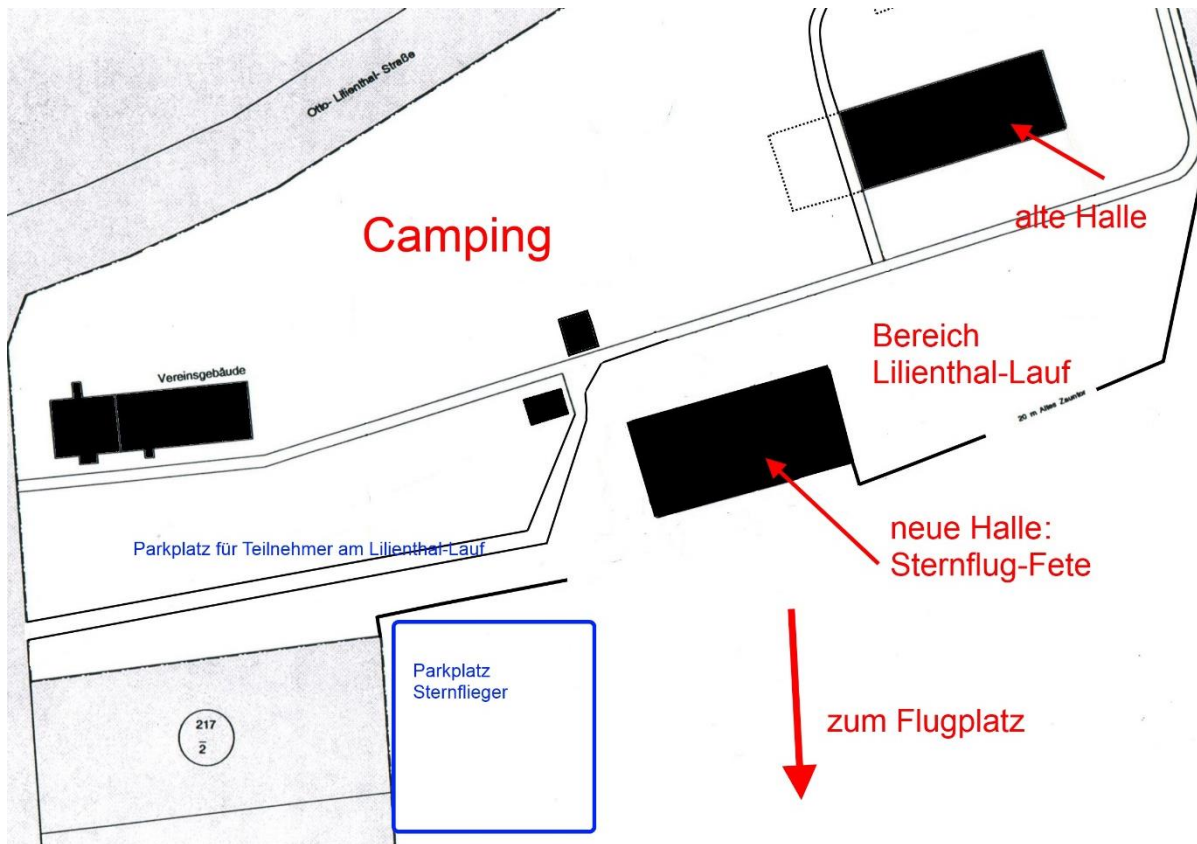 Otto- Lilienthal- Straße
Camping
alte Halle
Bereich
Lilienthal-Lauf
Vereinsgebäude
20 m Altes Zauntor
neue Halle:
Sternflug-Fete
Parkplatz für Teilnehmer am Lilienthal-Lauf
Parkplatz
Sternflieger
217
2
zum Flugplatz